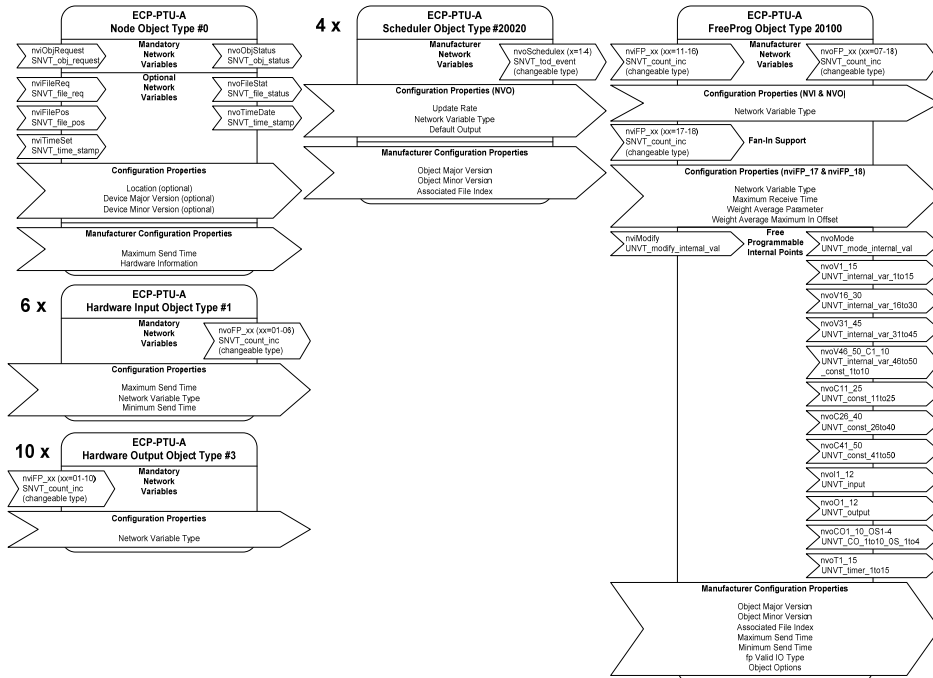 ECP-PTU-A
Node Object Type #0
Mandatory
Network
Variables
nviObjRequest
SNVT_obj_request
nvoObjStatus
SNVT_obj_status
Optional
Network
Variables
nviFileReq
SNVT_file_req
nvoFileStat
SNVT_file_status
nviFilePos
SNVT_file_pos
nvoTimeDate
SNVT_time_stamp
nviTimeSet
SNVT_time_stamp
Configuration Properties
Location (optional)
Device Major Version (optional)
Device Minor Version (optional)
Manufacturer Configuration Properties
Maximum Send Time
Hardware Information
6 x
ECP-PTU-A
Hardware Input Object Type #1
Mandatory
Network
Variables
nvoFP_xx (xx=01-06)
SNVT_count_inc
(changeable type)
Configuration Properties
Maximum Send Time
Network Variable Type
Minimum Send Time
10 x
ECP-PTU-A
Hardware Output Object Type #3
nviFP_xx (xx=01-10)
SNVT_count_inc
(changeable type)
Mandatory
Network
Variables
Configuration Properties
Network Variable Type
4 x
ECP-PTU-A
Scheduler Object Type #20020
Manufacturer
Network
Variables
nvoSchedulex (x=1-4)
SNVT_tod_event
(changeable type)
Configuration Properties (NVO)
Update Rate
Network Variable Type
Default Output
Manufacturer Configuration Properties
Object Major Version
Object Minor Version
Associated File Index
ECP-PTU-A
FreeProg Object Type 20100
nviFP_xx (xx=11-16)
SNVT_count_inc
(changeable type)
Manufacturer
Network
Variables
nvoFP_xx (xx=07-18)
SNVT_count_inc
(changeable type)
Configuration Properties (NVI & NVO)
Network Variable Type
nviFP_xx (xx=17-18)
SNVT_count_inc
(changeable type)
Fan-In Support
Configuration Properties (nviFP_17 & nviFP_18)
Network Variable Type
Maximum Receive Time
Weight Average Parameter
Weight Average Maximum In Offset
nviModify
UNVT_modify_internal_val
Free
Programmable
Internal Points
nvoMode
UNVT_mode_internal_val
nvoV1_15
UNVT_internal_var_1to15
nvoV16_30
UNVT_internal_var_16to30
nvoV31_45
UNVT_internal_var_31to45
nvoV46_50_C1_10
UNVT_internal_var_46to50
_const_1to10
nvoC11_25
UNVT_const_11to25
nvoC26_40
UNVT_const_26to40
nvoC41_50
UNVT_const_41to50
nvoI1_12
UNVT_input
nvoO1_12
UNVT_output
nvoCO1_10_OS1-4
UNVT_CO_1to10_0S_1to4
nvoT1_15
UNVT_timer_1to15
Manufacturer Configuration Properties
Object Major Version
Object Minor Version
Associated File Index
Maximum Send Time
Minimum Send Time
fp Valid IO Type
Object Options